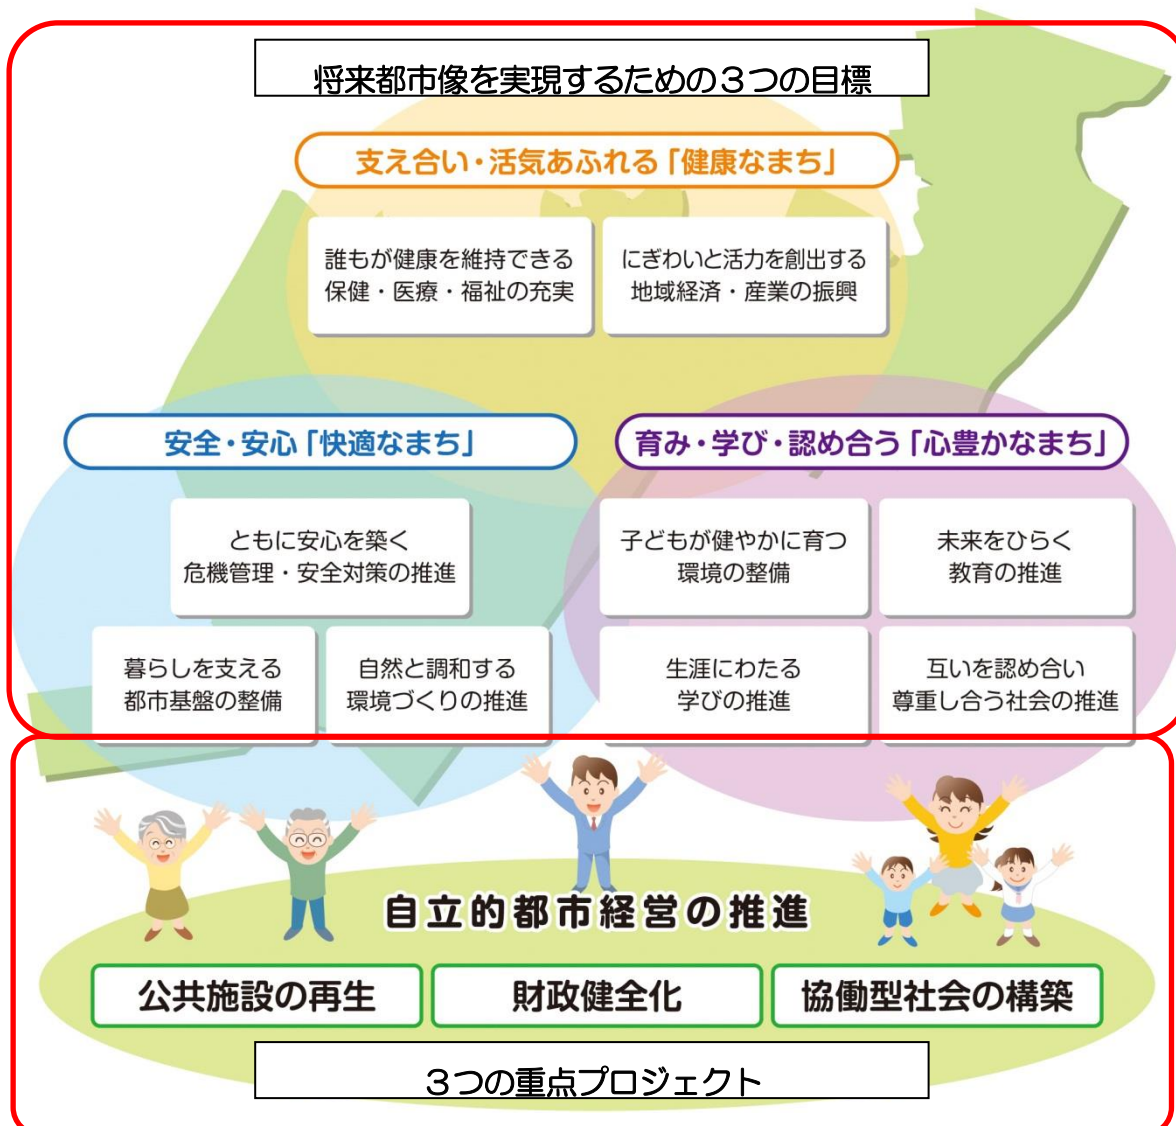 将来都市像を実現するための３つの目標
支え合い・活気あふれる「健康なまち」
誰もが健康を維持できる
保健・医療・福祉の充実
にぎわいと活力を創出する
地域経済・産業の振興
安全・安心「快適なまち」
ともに安心を築く
危機管理・安全対策の推進
暮らしを支える
都市基盤の整備
自然と調和する
環境づくりの推進
育み・学び・認め合う「心豊かなまち」
子どもが健やかに育つ
環境の整備
未来をひらく
教育の推進
生涯にわたる
学びの推進
互いを認め合い
尊重し合う社会の推進
自立的都市経営の推進
公共施設の再生
財政健全化
協働型社会の構築
３つの重点プロジェクト